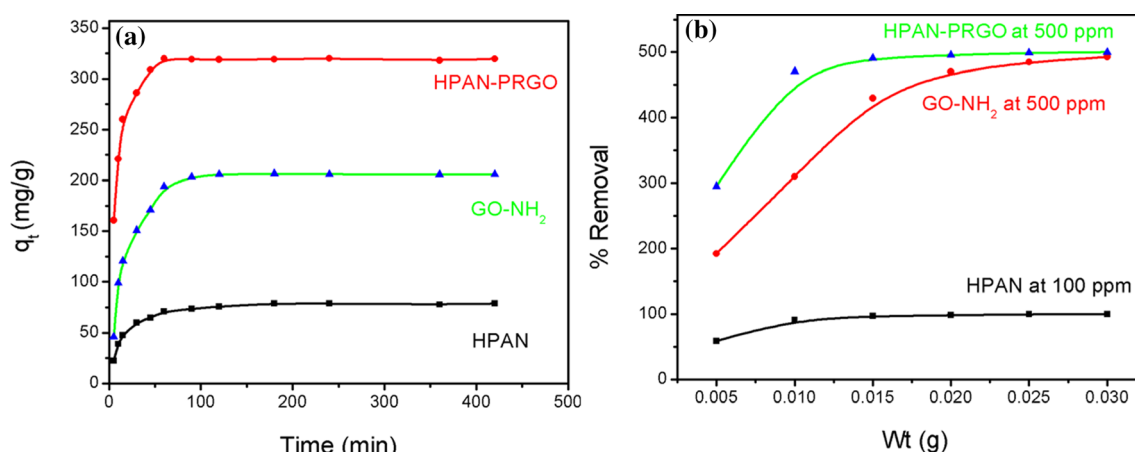 (a)
350
300
250
200
150
100
50
0
q_t (mg/g)
HPAN-PRGO
GO-NH₂
HPAN
0 100 200 300 400 500
Time (min)
(b)
HPAN-PRGO at 500 ppm
500
400
300
200
100
0
% Removal
GO-NH₂ at 500 ppm
HPAN at 100 ppm
0.005 0.010 0.015 0.020 0.025 0.030
Wt (g)